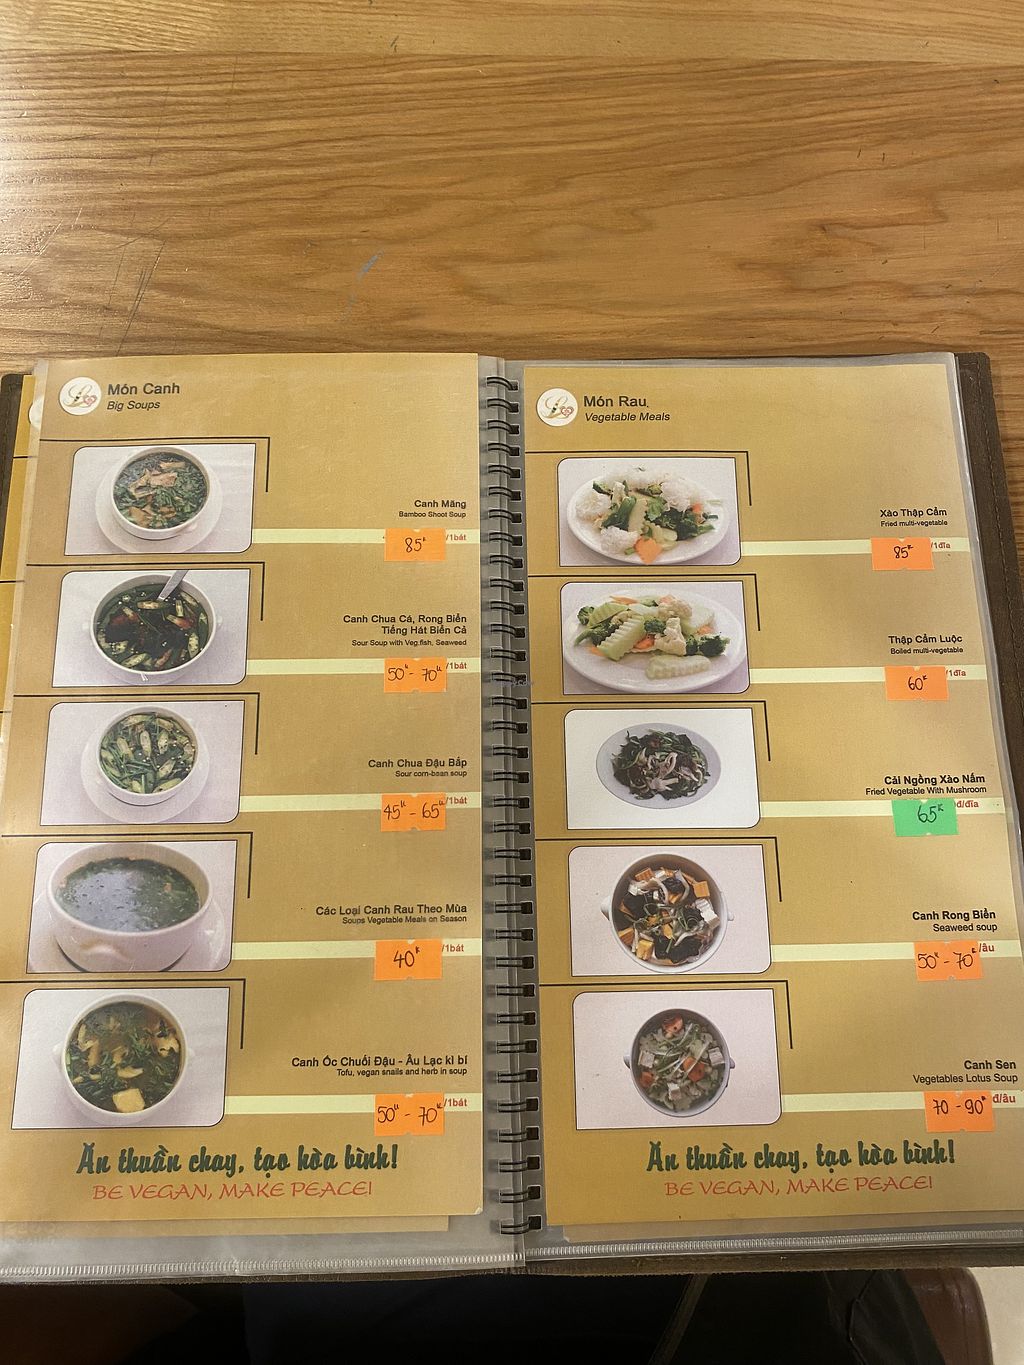 Món Canh
Big Soups
Canh Măng
Bamboo Shoot Soup
85K /1bát
Canh Chua Cá, Rong Biển
Tiếng Hát Biển Cả
Sour Soup with Veg.fish, Seaweed
50K - 70K /1bát
Canh Chua Đậu Bắp
Sour corn-baan soup
45K - 65K /1bát
Các Loại Canh Rau Theo Mùa
Soups Vegetable Meals on Season
40K /1bát
Canh Ốc Chuối Đậu - Âu Lạc kì bí
Tofu, vegan snails and herb in soup
50K - 70K /1bát
Ăn thuần chay, tạo hòa bình!
BE VEGAN, MAKE PEACE!
Món Rau
Vegetable Meals
Xào Thập Cẩm
Fried multi-vegetable
85K /1đĩa
Thập Cẩm Luộc
Boiled multi-vegetable
60K /1đĩa
Cải Ngồng Xào Nấm
Fried Vegetable With Mushroom
65K đ/đĩa
Canh Rong Biển
Seaweed soup
50K - 70K /âu
Canh Sen
Vegetables Lotus Soup
70 - 90K đ/âu
Ăn thuần chay, tạo hòa bình!
BE VEGAN, MAKE PEACE!